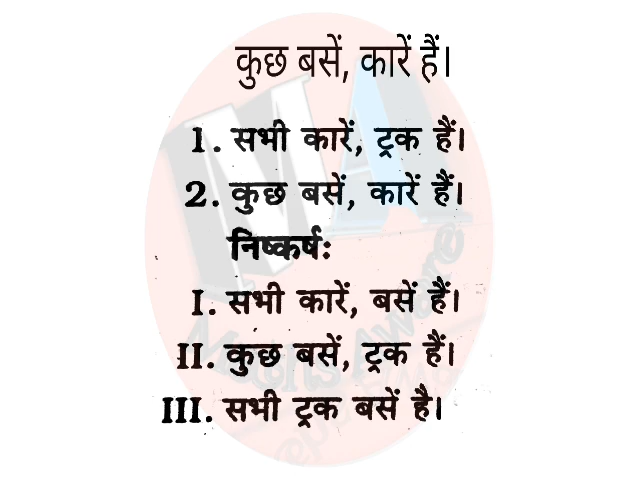 कुछ बसें, कारें हैं।
1. सभी कारें, ट्रक हैं।
2. कुछ बसें, कारें हैं।
निष्कर्ष:
I. सभी कारें, बसें हैं।
II. कुछ बसें, ट्रक हैं।
III. सभी ट्रक बसें है।